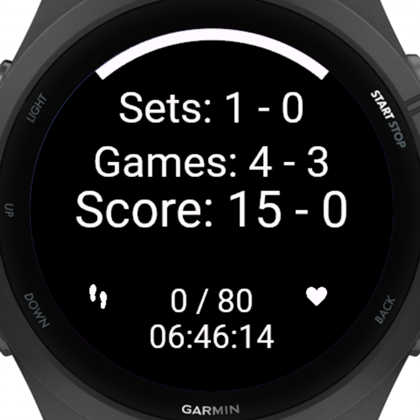 Sets: 1 - 0
LIGHT
START STOP
Games: 4 - 3
UP
Score: 15 - 0
0 / 80
DOWN
BACK
06:46:14
GARMIN